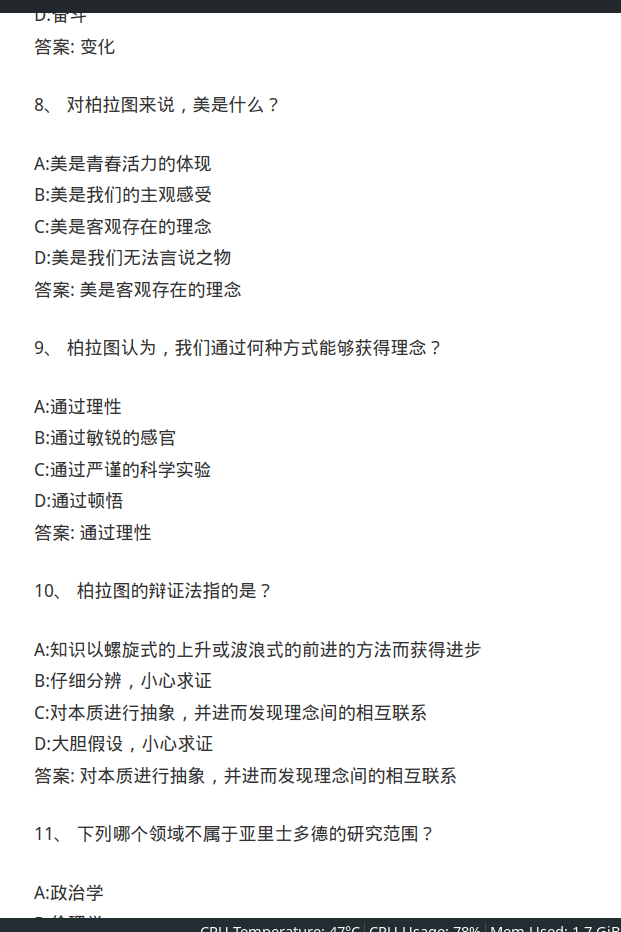 D:奋斗
答案: 变化
8、 对柏拉图来说，美是什么？
A:美是青春活力的体现
B:美是我们的主观感受
C:美是客观存在的理念
D:美是我们无法言说之物
答案: 美是客观存在的理念
9、 柏拉图认为，我们通过何种方式能够获得理念？
A:通过理性
B:通过敏锐的感官
C:通过严谨的科学实验
D:通过顿悟
答案: 通过理性
10、 柏拉图的辩证法指的是？
A:知识以螺旋式的上升或波浪式的前进的方法而获得进步
B:仔细分辨，小心求证
C:对本质进行抽象，并进而发现理念间的相互联系
D:大胆假设，小心求证
答案: 对本质进行抽象，并进而发现理念间的相互联系
11、 下列哪个领域不属于亚里士多德的研究范围？
A:政治学
CPU Temperature: 47°C CPU Usage: 78% Mem Used: 1.7 GiB